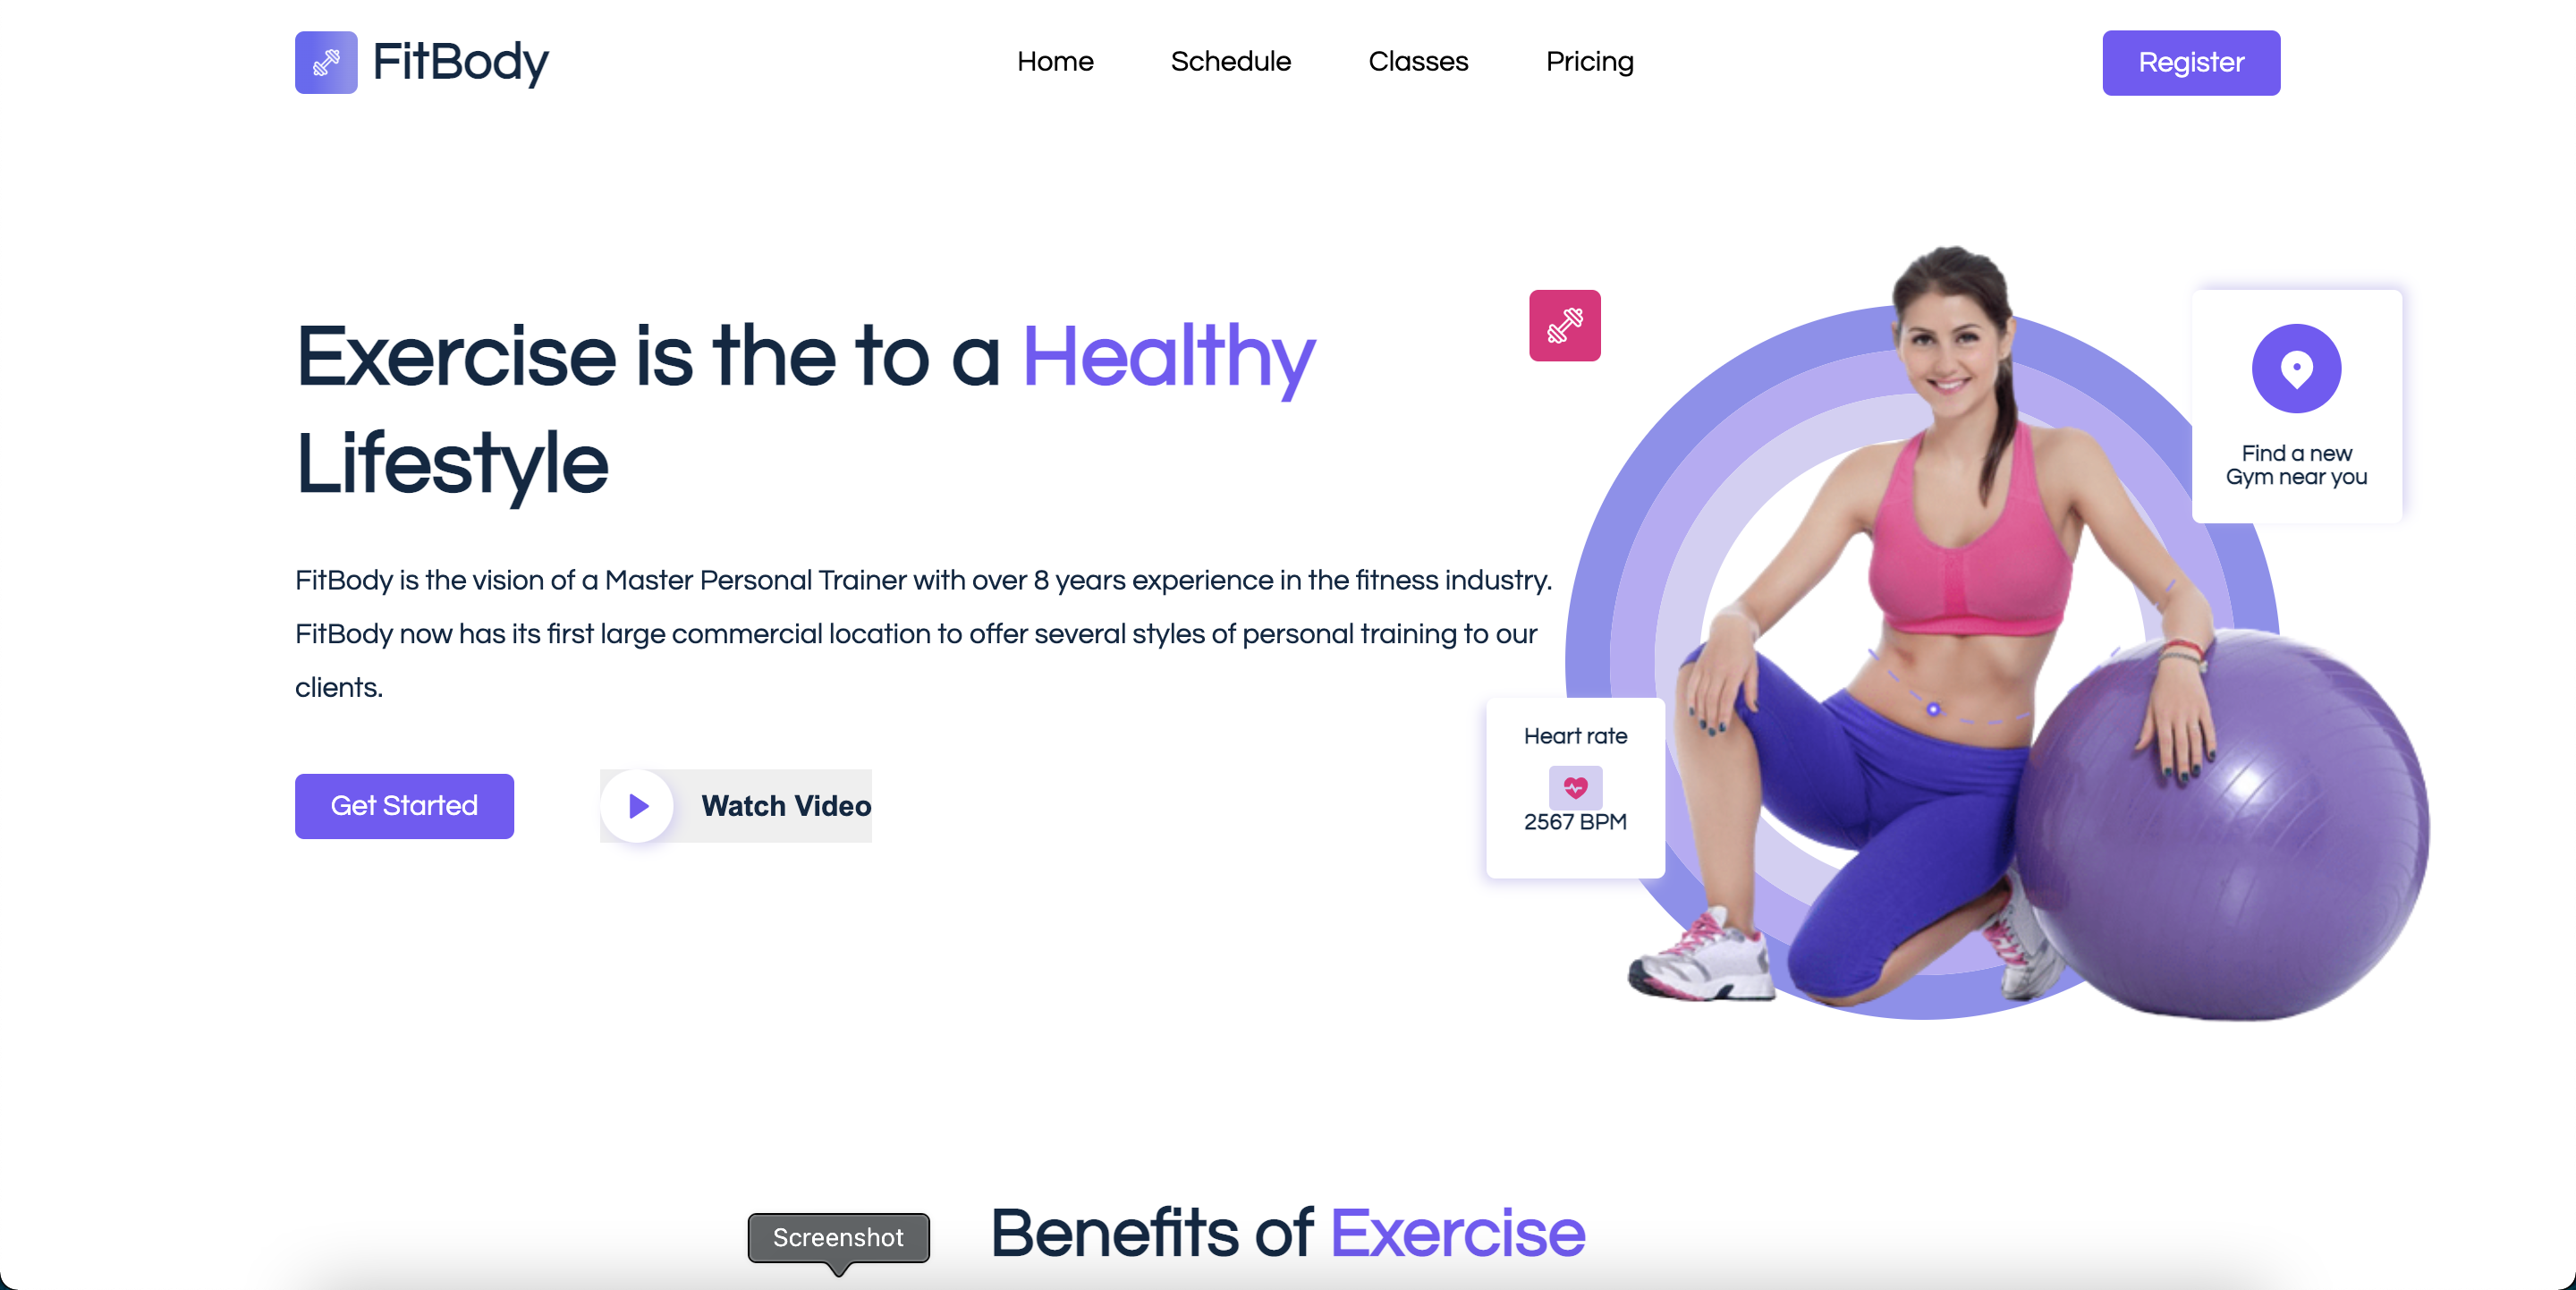 FitBody
Home
Schedule
Classes
Pricing
Register
Exercise is the to a Healthy
Lifestyle
FitBody is the vision of a Master Personal Trainer with over 8 years experience in the fitness industry.
FitBody now has its first large commercial location to offer several styles of personal training to our
clients.
Get Started
Watch Video
Find a new
Gym near you
Heart rate
2567 BPM
Benefits of Exercise
Screenshot